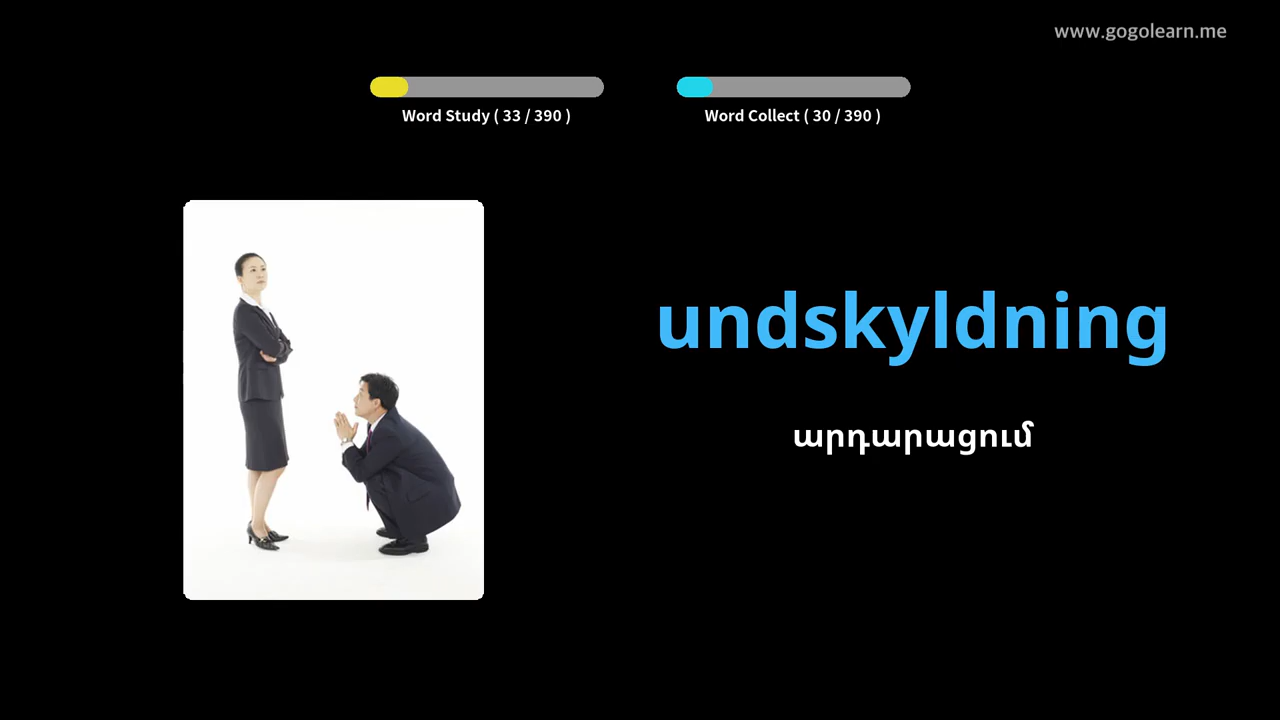 www.gogolearn.me
Word Study ( 33 / 390 )
Word Collect ( 30 / 390 )
undskyldning
արդարացում